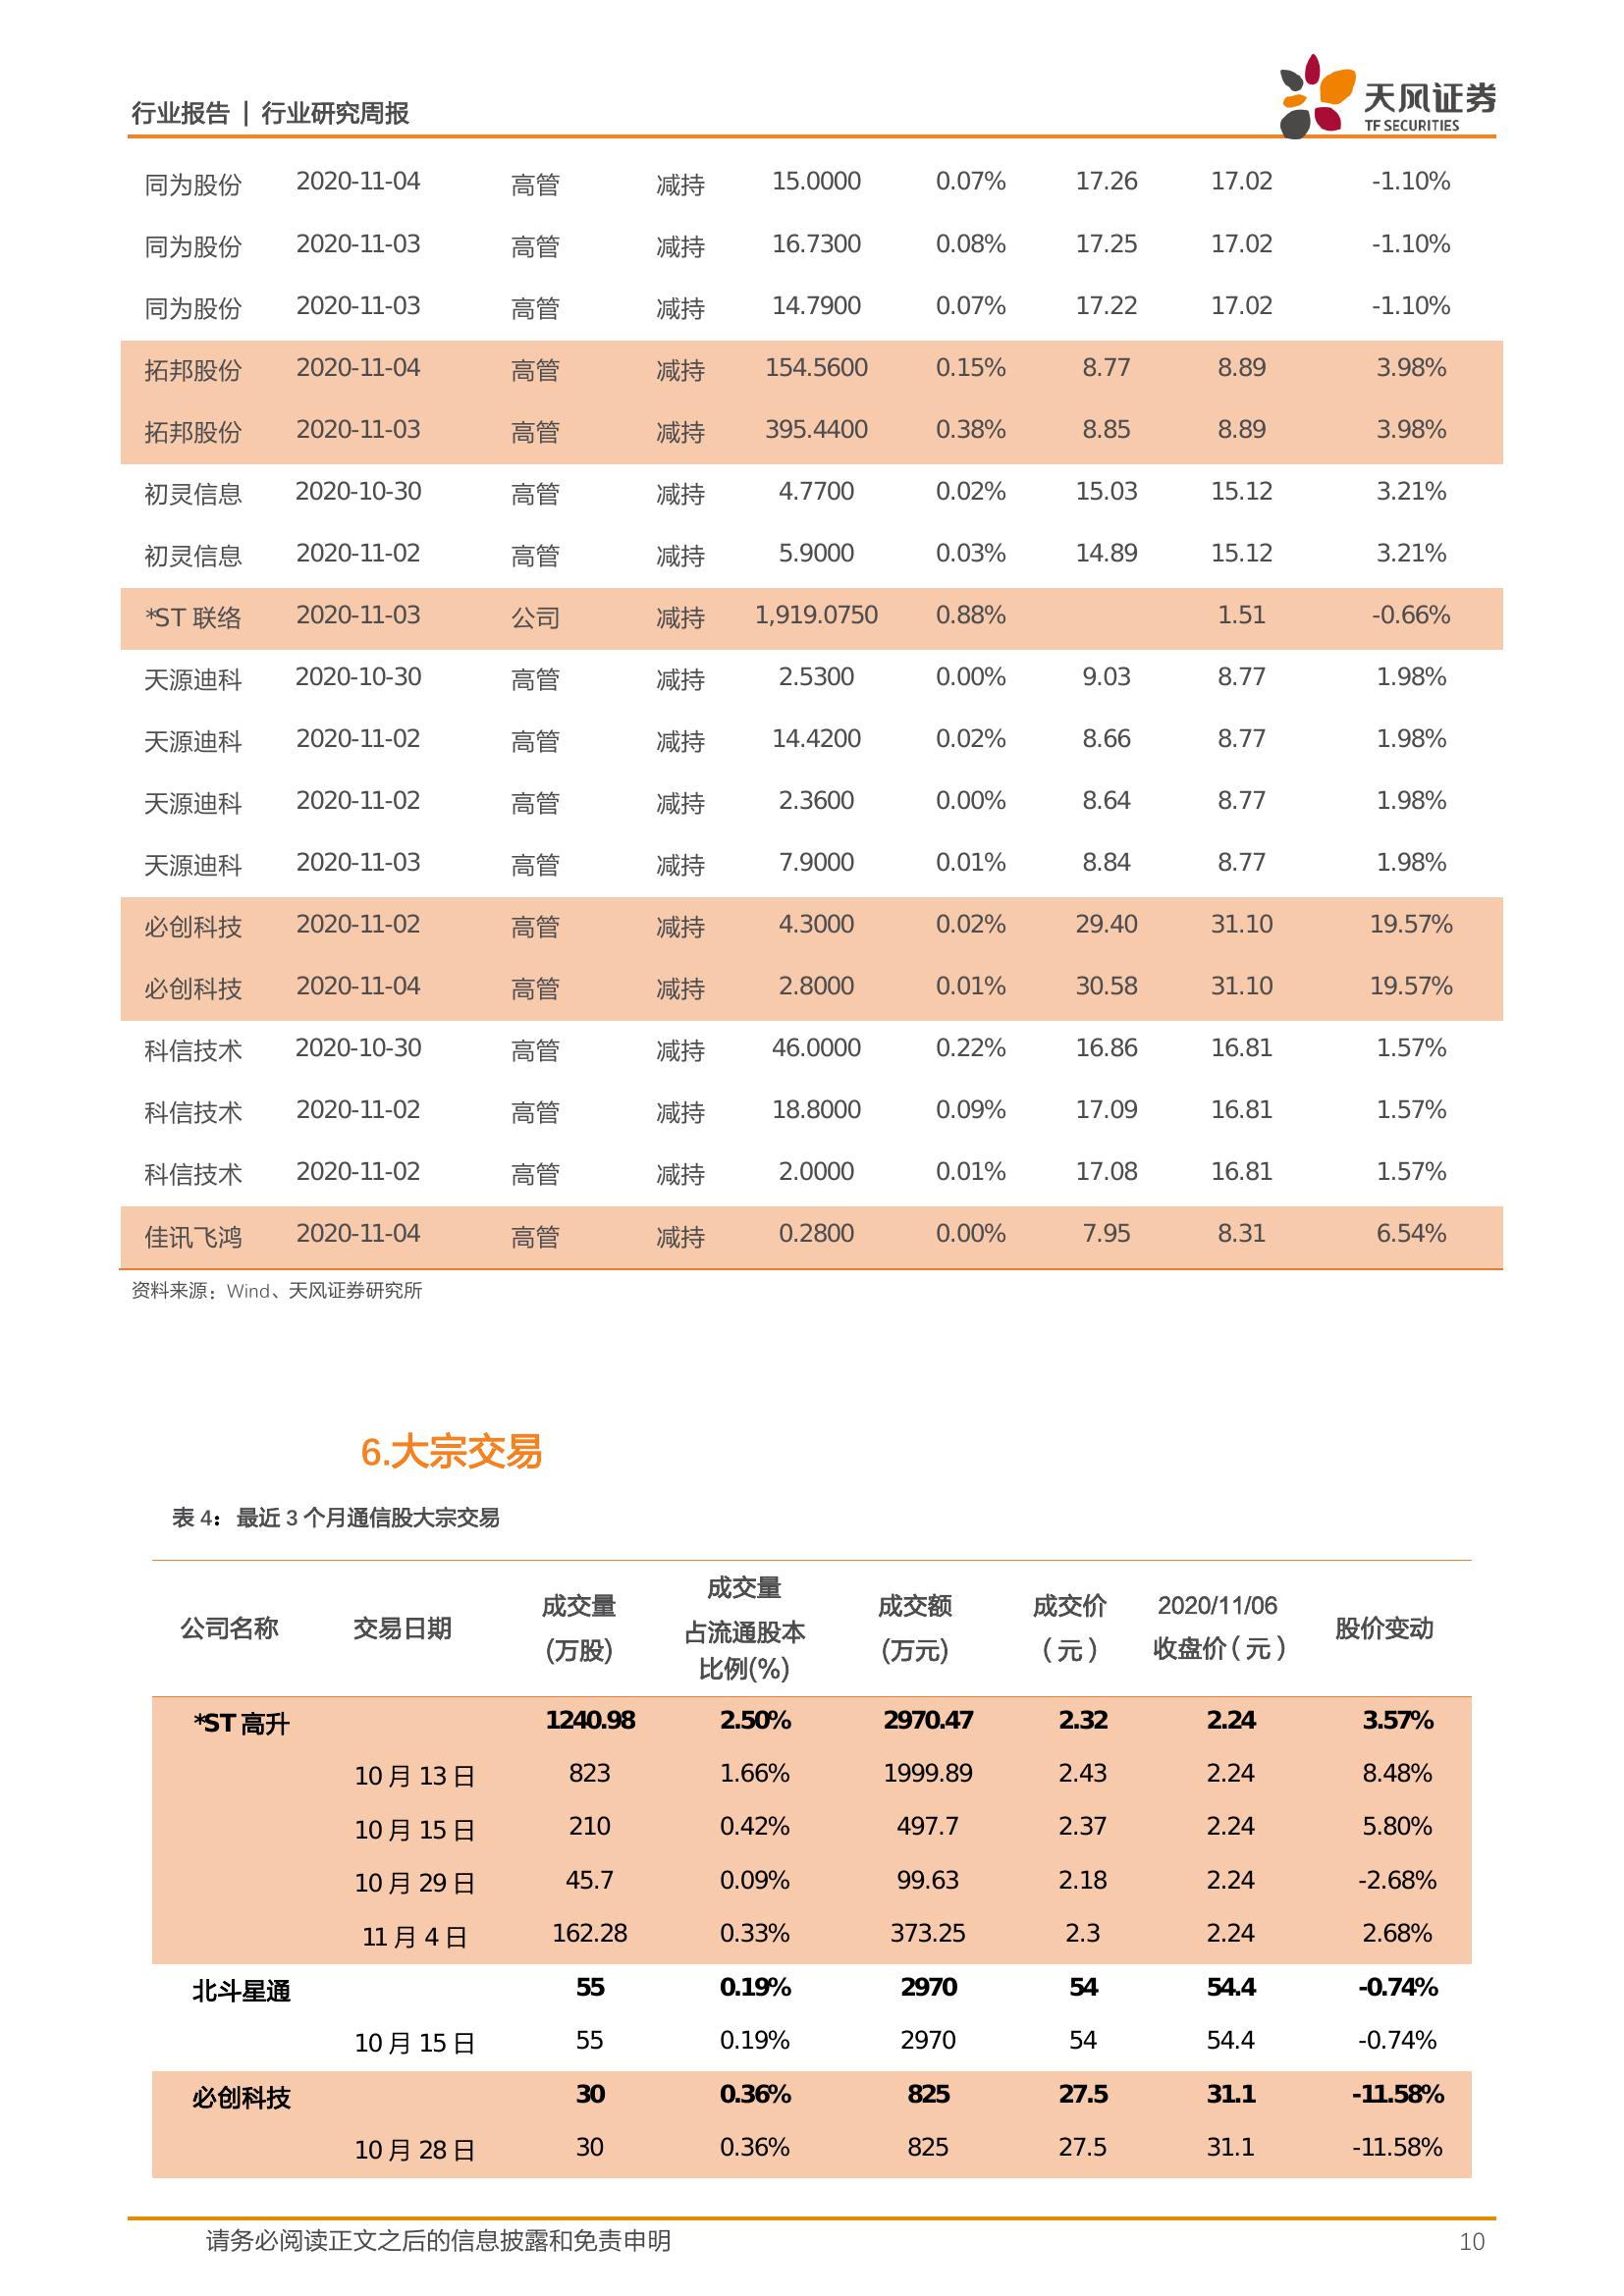 行业报告 | 行业研究周报
天风证券
TF SECURITIES
同为股份 2020-11-04 高管 减持 15.0000 0.07% 17.26 17.02 -1.10%
同为股份 2020-11-03 高管 减持 16.7300 0.08% 17.25 17.02 -1.10%
同为股份 2020-11-03 高管 减持 14.7900 0.07% 17.22 17.02 -1.10%
拓邦股份 2020-11-04 高管 减持 154.5600 0.15% 8.77 8.89 3.98%
拓邦股份 2020-11-03 高管 减持 395.4400 0.38% 8.85 8.89 3.98%
初灵信息 2020-10-30 高管 减持 4.7700 0.02% 15.03 15.12 3.21%
初灵信息 2020-11-02 高管 减持 5.9000 0.03% 14.89 15.12 3.21%
*ST 联络 2020-11-03 公司 减持 1,919.0750 0.88% 1.51 -0.66%
天源迪科 2020-10-30 高管 减持 2.5300 0.00% 9.03 8.77 1.98%
天源迪科 2020-11-02 高管 减持 14.4200 0.02% 8.66 8.77 1.98%
天源迪科 2020-11-02 高管 减持 2.3600 0.00% 8.64 8.77 1.98%
天源迪科 2020-11-03 高管 减持 7.9000 0.01% 8.84 8.77 1.98%
必创科技 2020-11-02 高管 减持 4.3000 0.02% 29.40 31.10 19.57%
必创科技 2020-11-04 高管 减持 2.8000 0.01% 30.58 31.10 19.57%
科信技术 2020-10-30 高管 减持 46.0000 0.22% 16.86 16.81 1.57%
科信技术 2020-11-02 高管 减持 18.8000 0.09% 17.09 16.81 1.57%
科信技术 2020-11-02 高管 减持 2.0000 0.01% 17.08 16.81 1.57%
佳讯飞鸿 2020-11-04 高管 减持 0.2800 0.00% 7.95 8.31 6.54%
资料来源：Wind、天风证券研究所
6.大宗交易
表 4：最近 3 个月通信股大宗交易
公司名称 交易日期 成交量 (万股) 成交量 占流通股本 比例(%) 成交额 (万元) 成交价 （元） 2020/11/06 收盘价（元） 股价变动
*ST 高升 1240.98 2.50% 2970.47 2.32 2.24 3.57%
10 月 13 日 823 1.66% 1999.89 2.43 2.24 8.48%
10 月 15 日 210 0.42% 497.7 2.37 2.24 5.80%
10 月 29 日 45.7 0.09% 99.63 2.18 2.24 -2.68%
11 月 4 日 162.28 0.33% 373.25 2.3 2.24 2.68%
北斗星通 55 0.19% 2970 54 54.4 -0.74%
10 月 15 日 55 0.19% 2970 54 54.4 -0.74%
必创科技 30 0.36% 825 27.5 31.1 -11.58%
10 月 28 日 30 0.36% 825 27.5 31.1 -11.58%
请务必阅读正文之后的信息披露和免责申明 10